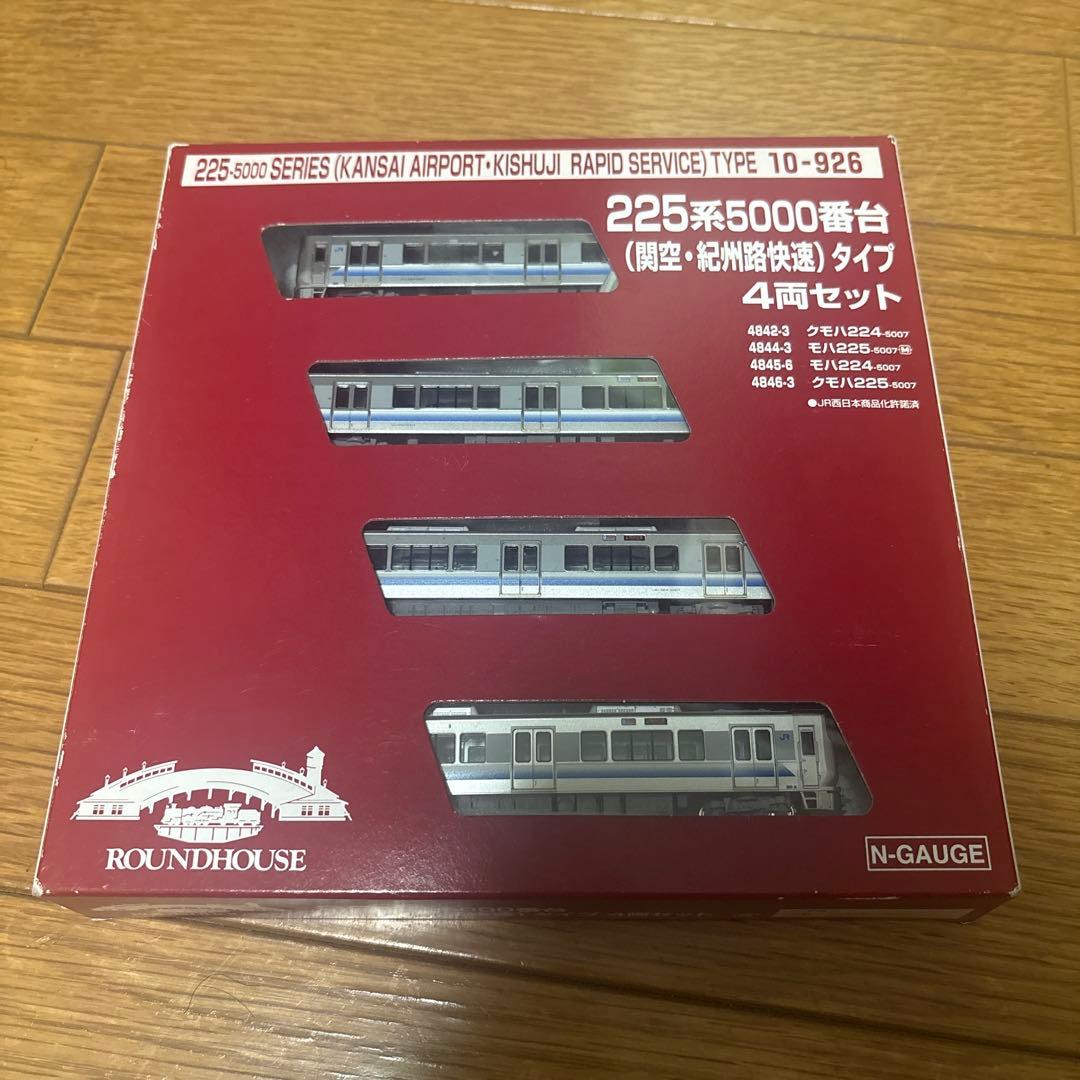 225-5000 SERIES (KANSAI AIRPORT・KISHUJI RAPID SERVICE) TYPE 10-926
225系5000番台
(関空・紀州路快速)タイプ
4両セット
4842-3 クモハ224-5007
4844-3 モハ225-5007 M
4845-6 モハ224-5007
4846-3 クモハ225-5007
●JR西日本商品化許諾済
JR
JR
ROUNDHOUSE
N-GAUGE